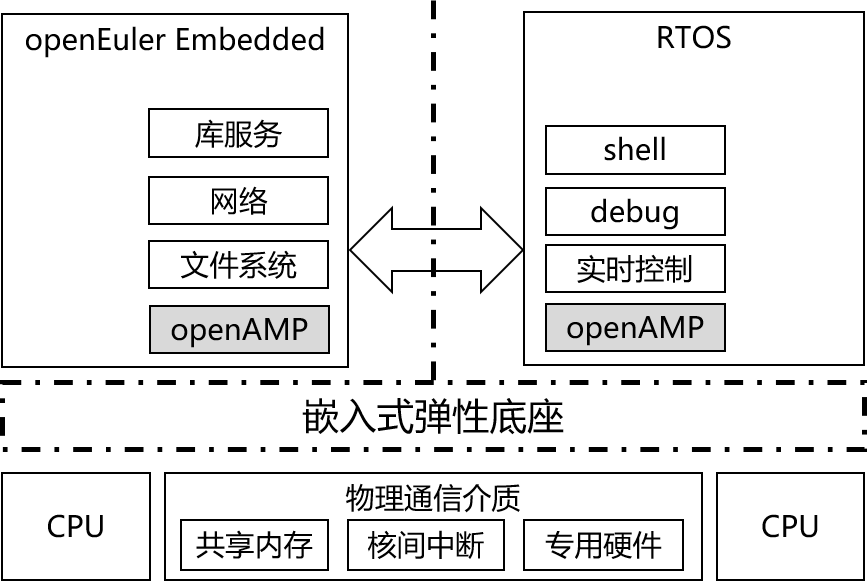 openEuler Embedded
库服务
网络
文件系统
openAMP
RTOS
shell
debug
实时控制
openAMP
嵌入式弹性底座
CPU
物理通信介质
共享内存
核间中断
专用硬件
CPU